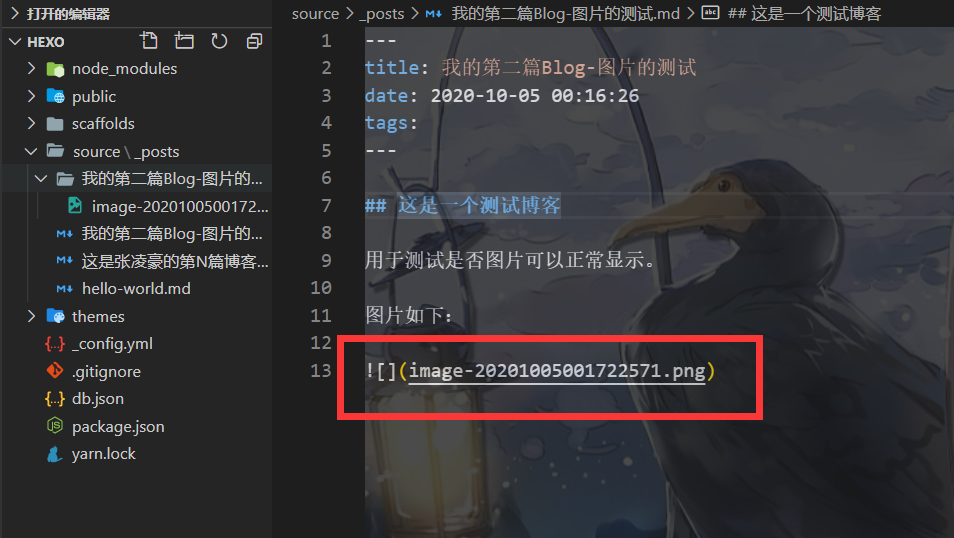 打开的编辑器
HEXO
node_modules
public
scaffolds
source \ _posts
我的第二篇Blog-图片的...
image-2020100500172...
我的第二篇Blog-图片的...
这是张凌豪的第N篇博客...
hello-world.md
themes
_config.yml
.gitignore
db.json
package.json
yarn.lock
source > _posts > 我的第二篇Blog-图片的测试.md > ## 这是一个测试博客
1 ---
2 title: 我的第二篇Blog-图片的测试
3 date: 2020-10-05 00:16:26
4 tags:
5 ---
6
7 ## 这是一个测试博客
8
9 用于测试是否图片可以正常显示。
10
11 图片如下：
12
13 ![](image-20201005001722571.png)